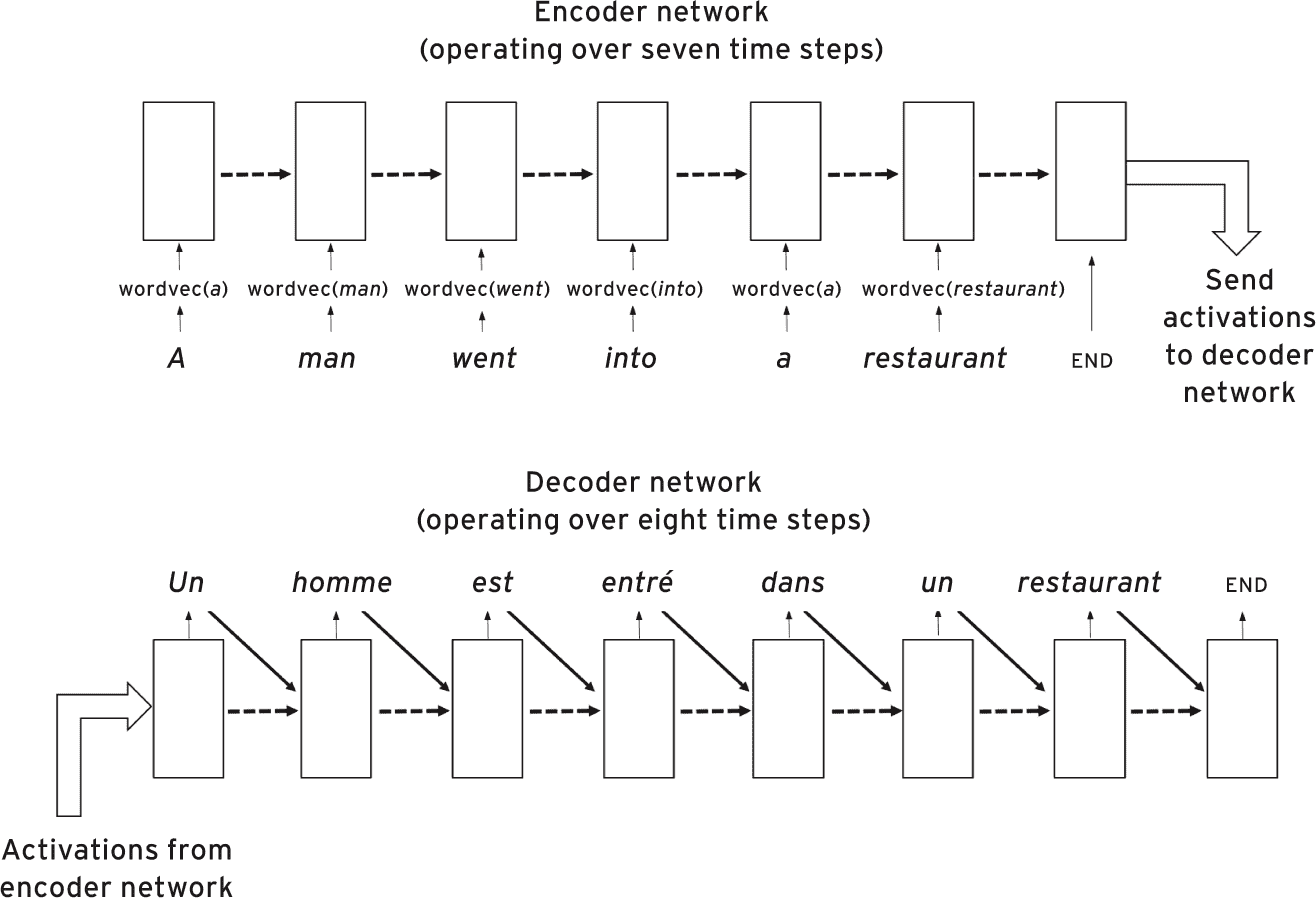 Encoder network
(operating over seven time steps)
wordvec(a) wordvec(man) wordvec(went) wordvec(into) wordvec(a) wordvec(restaurant)
A man went into a restaurant END
Send
activations
to decoder
network
Decoder network
(operating over eight time steps)
Un homme est entré dans un restaurant END
Activations from
encoder network